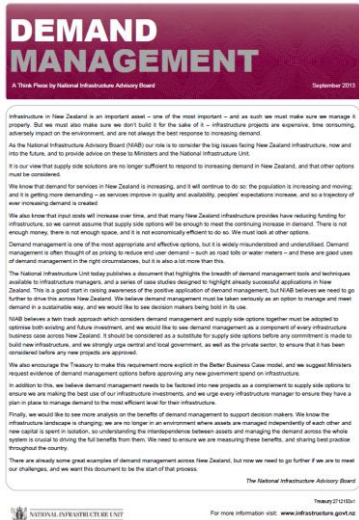 DEMAND
MANAGEMENT
A Think Piece by National Infrastructure Advisory Board
September 2013
Infrastructure in New Zealand is an important asset – one of the most important – and as such we must make sure we manage it
properly. But we must also make sure we don't build it for the sake of it – infrastructure projects are expensive, time consuming,
adversely impact on the environment, and are not always the best response to increasing demand.
As the National Infrastructure Advisory Board (NIAB) our role is to consider the big issues facing New Zealand infrastructure, now and
into the future, and to provide advice on these to Ministers and the National Infrastructure Unit.
It is our view that supply side solutions are no longer sufficient to respond to increasing demand in New Zealand, and that other options
must be considered.
We know that demand for services in New Zealand is increasing, and it will continue to do so: the population is increasing and moving;
and it is getting more demanding – as services improve in quality and availability, peoples' expectations increase, and so a trajectory of
ever increasing demand is created
We also know that input costs will increase over time, and that many New Zealand infrastructure provides have reducing funding for
infrastructure, so we cannot assume that supply side options will be enough to meet the continuing increase in demand. There is not
enough money, there is not enough space, and it is not economically efficient to do so. We must look at other options.
Demand management is one of the most appropriate and effective options, but it is widely misunderstood and underutilised. Demand
management is often thought of as pricing to reduce end user demand – such as road tolls or water meters – and these are good uses
of demand management in the right circumstances, but it is also a lot more than this.
The National Infrastructure Unit today publishes a document that highlights the breadth of demand management tools and techniques
available to infrastructure managers, and a series of case studies designed to highlight already successful applications in New
Zealand. This is a good start in raising awareness of the positive application of demand management, but NIAB believes we need to go
further to drive this across New Zealand. We believe demand management must be taken seriously as an option to manage and meet
demand in a sustainable way, and we would like to see decision makers being bold in its use.
NIAB believes a twin track approach which considers demand management and supply side options together must be adopted to
optimise both existing and future investment, and we would like to see demand management as a component of every infrastructure
business case across New Zealand. It should be considered as a substitute for supply side options before any commitment is made to
build new infrastructure, and we strongly urge central and local government, as well as the private sector, to ensure that it has been
considered before any new projects are approved.
We also encourage the Treasury to make this requirement more explicit in the Better Business Case model, and we suggest Ministers
request evidence of demand management options before approving any new government spend on infrastructure.
In addition to this, we believe demand management needs to be factored into new projects as a complement to supply side options to
ensure we are making the best use of our infrastructure investments, and we urge every infrastructure manager to ensure they have a
plan in place to manage demand to the most efficient level for their infrastructure.
Finally, we would like to see more analysis on the benefits of demand management to support decision makers. We know the
infrastructure landscape is changing; we are no longer in an environment where assets are managed independently of each other and
new capital is spent in isolation, so understanding the interdependence between assets and managing the demand across the whole
system is crucial to driving the full benefits from them. We need to ensure we are measuring these benefits, and sharing best practice
throughout the country.
There are already some great examples of demand management across New Zealand, but now we need to go further if we are to meet
our challenges, and we want this document to be the start of that process.
The National Infrastructure Advisory Board
Treasury:2712150v1
NATIONAL INFRASTRUCTURE UNIT
For more information visit: www.infrastructure.govt.nz